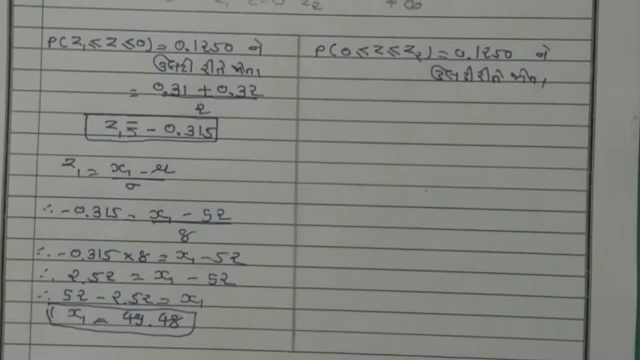 P(Z₁ ≤ Z ≤ 0) = 0.1250 ને
ઉલટી રીતે જોતા,
= 0.31 + 0.32
2
Z₁ = - 0.315
Z₁ = x₁ - μ
σ
∴ -0.315 = x₁ - 52
8
∴ -0.315 × 8 = x₁ - 52
∴ 2.52 = x₁ - 52
∴ 52 - 2.52 = x₁
x₁ = 49.48
P(0 ≤ Z ≤ Z₂) = 0.1250 ને
ઉલટી રીતે જોતા,